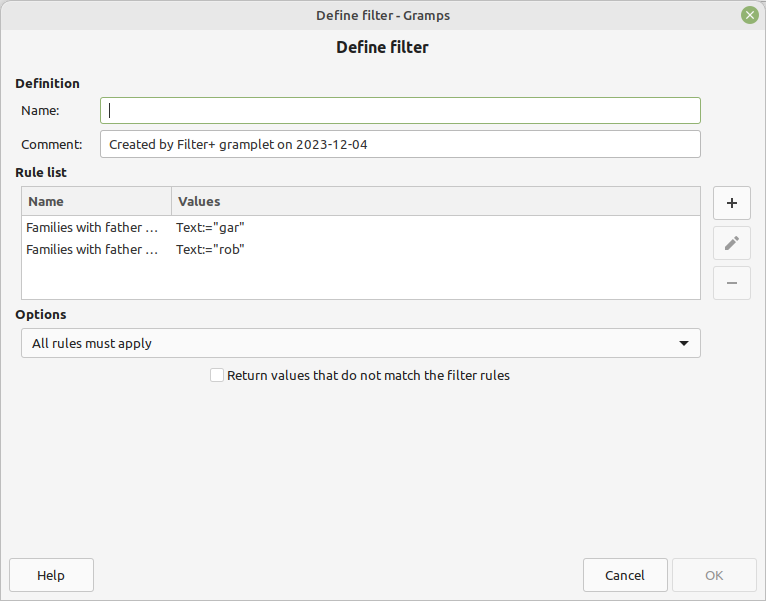 Define filter - Gramps
Define filter
Definition
Name:
Comment: Created by Filter+ gramplet on 2023-12-04
Rule list
Name Values
Families with father ... Text:="gar"
Families with father ... Text:="rob"
Options
All rules must apply
Return values that do not match the filter rules
Help Cancel OK